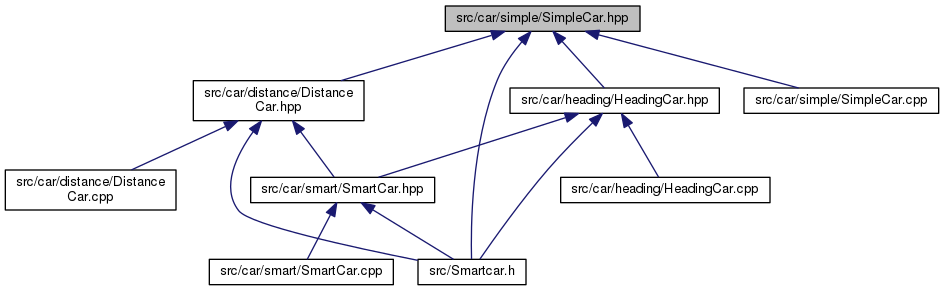 src/car/simple/SimpleCar.hpp
src/car/distance/Distance
Car.hpp
src/car/heading/HeadingCar.hpp
src/car/simple/SimpleCar.cpp
src/car/distance/Distance
Car.cpp
src/car/smart/SmartCar.hpp
src/car/heading/HeadingCar.cpp
src/car/smart/SmartCar.cpp
src/Smartcar.h